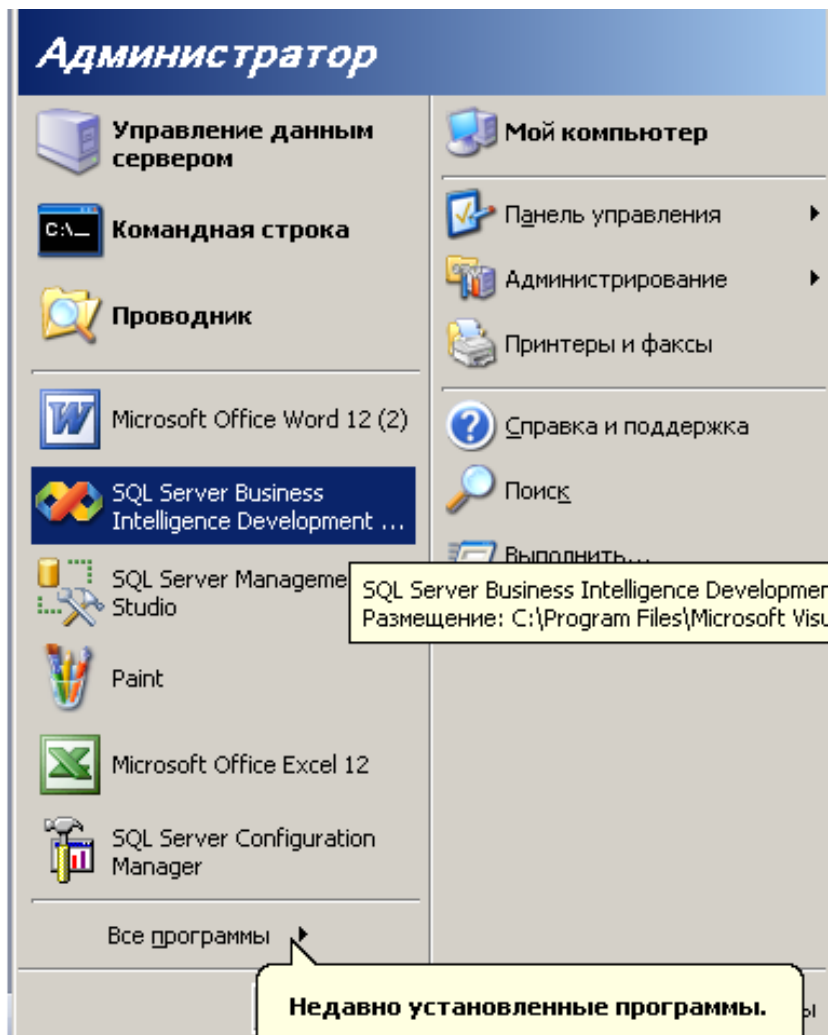 Администратор
Управление данным
сервером
Командная строка
Проводник
Microsoft Office Word 12 (2)
SQL Server Business
Intelligence Development ...
SQL Server Manageme
Studio
Paint
Microsoft Office Excel 12
SQL Server Configuration
Manager
Все программы
Мой компьютер
Панель управления
Администрирование
Принтеры и факсы
Справка и поддержка
Поиск
Выполнить...
SQL Server Business Intelligence Developmen
Размещение: C:\Program Files\Microsoft Visu
Недавно установленные программы.